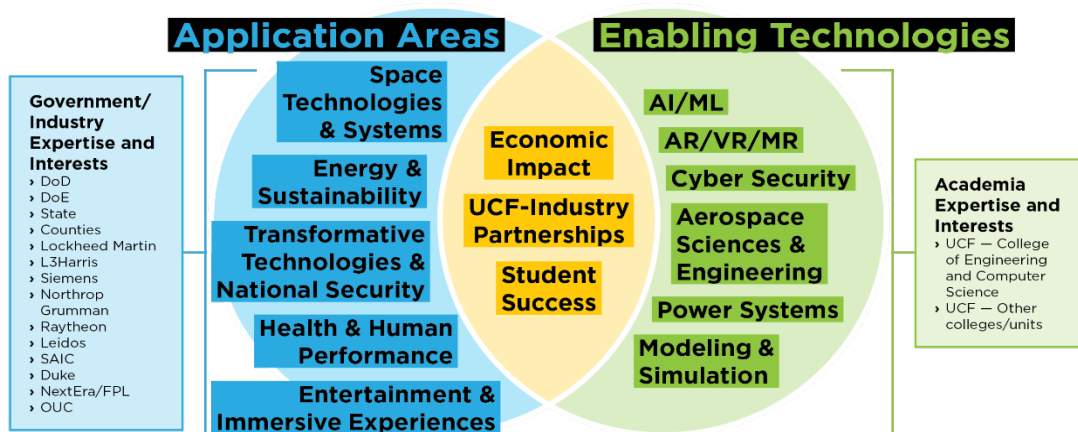 Application Areas
Enabling Technologies
Government/
Industry
Expertise and
Interests
› DoD
› DoE
› State
› Counties
› Lockheed Martin
› L3Harris
› Siemens
› Northrop
Grumman
› Raytheon
› Leidos
› SAIC
› Duke
› NextEra/FPL
› OUC
Space
Technologies
& Systems
Energy &
Sustainability
Transformative
Technologies &
National Security
Health & Human
Performance
Entertainment &
Immersive Experiences
Economic
Impact
UCF-Industry
Partnerships
Student
Success
AI/ML
AR/VR/MR
Cyber Security
Aerospace
Sciences &
Engineering
Power Systems
Modeling &
Simulation
Academia
Expertise and
Interests
› UCF — College
of Engineering
and Computer
Science
› UCF — Other
colleges/units